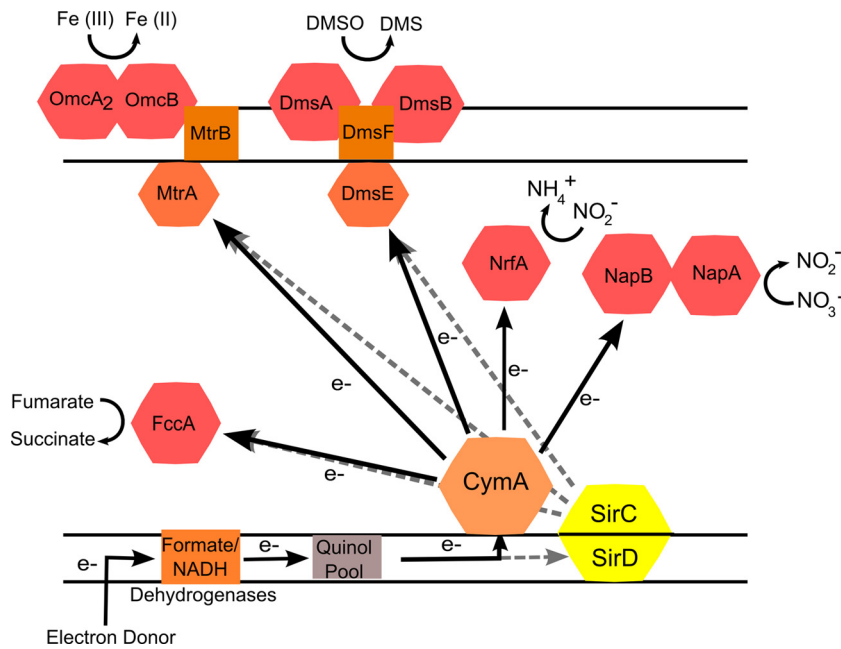 Fe (III) Fe (II)
DMSO DMS
OmcA2 OmcB
DmsA DmsB
MtrB
DmsF
MtrA
DmsE
NH4+
NO2-
NrfA
NapB NapA
NO2-
NO3-
e-
e-
e-
e-
Fumarate
Succinate
FccA
e-
CymA
SirC
SirD
e-
Formate/
NADH
e-
Quinol
Pool
e-
Dehydrogenases
Electron Donor